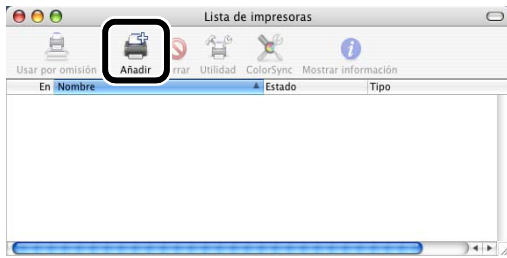 Lista de impresoras
Usar por omisión Añadir rrar Utilidad ColorSync Mostrar información
En Nombre Estado Tipo